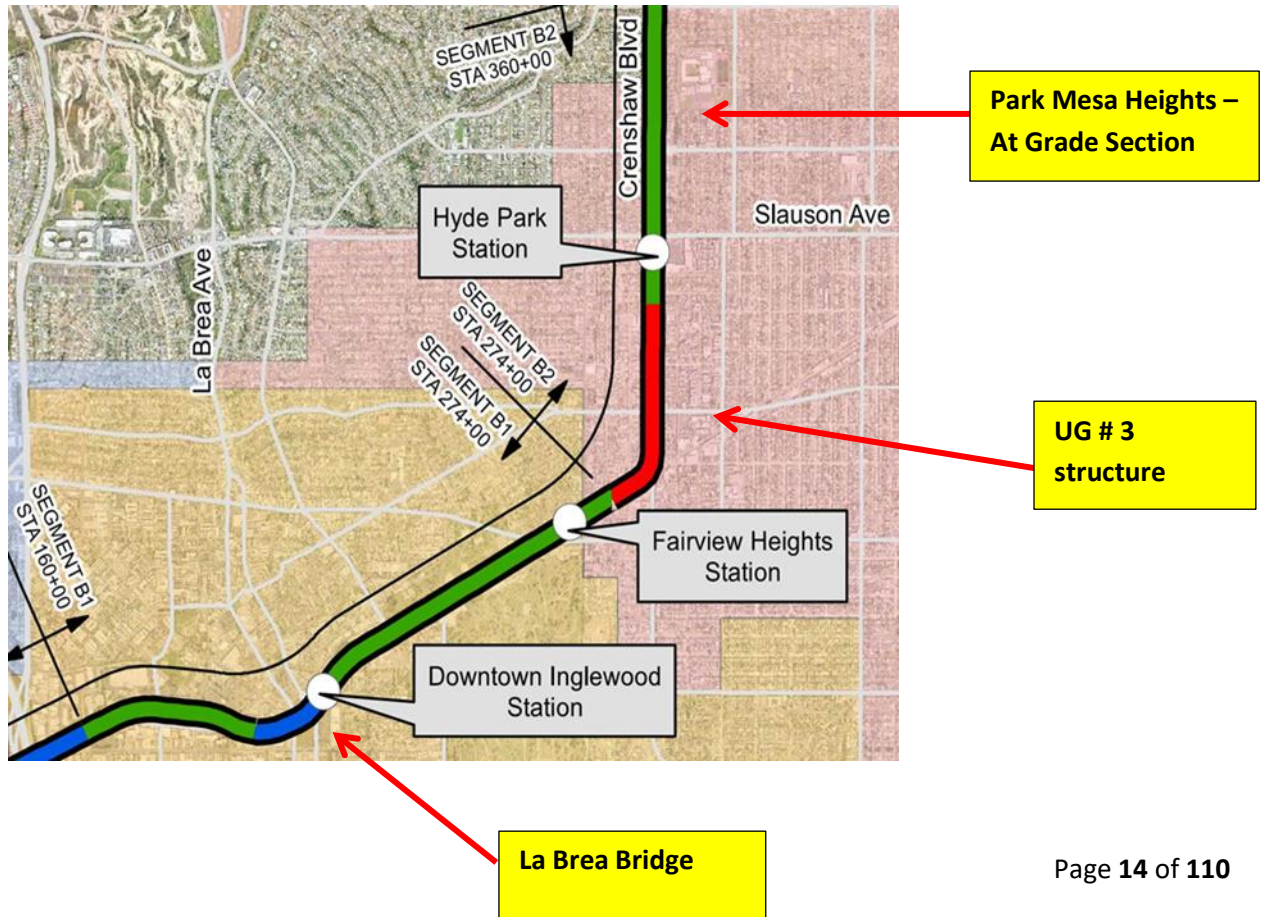 SEGMENT B2
STA 360+00
Crenshaw Blvd
Park Mesa Heights –
At Grade Section
Hyde Park
Station
Slauson Ave
La Brea Ave
SEGMENT B2
STA 274+00
SEGMENT B1
STA 274+00
UG # 3
structure
SEGMENT B1
STA 160+00
Fairview Heights
Station
Downtown Inglewood
Station
La Brea Bridge
Page 14 of 110